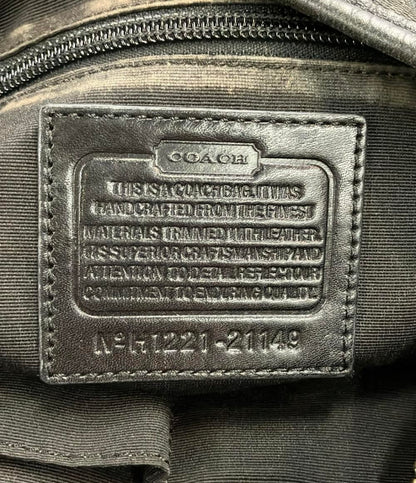 COACH
THIS IS A COACH BAG. IT WAS
HANDCRAFTED FROM THE FINEST
MATERIALS TRIMMED WITH LEATHER.
ITS SUPERIOR CRAFTSMANSHIP AND
ATTENTION TO DETAIL REFLECT OUR
COMMITMENT TO ENDURING QUALITY.
Nº H1221-21149